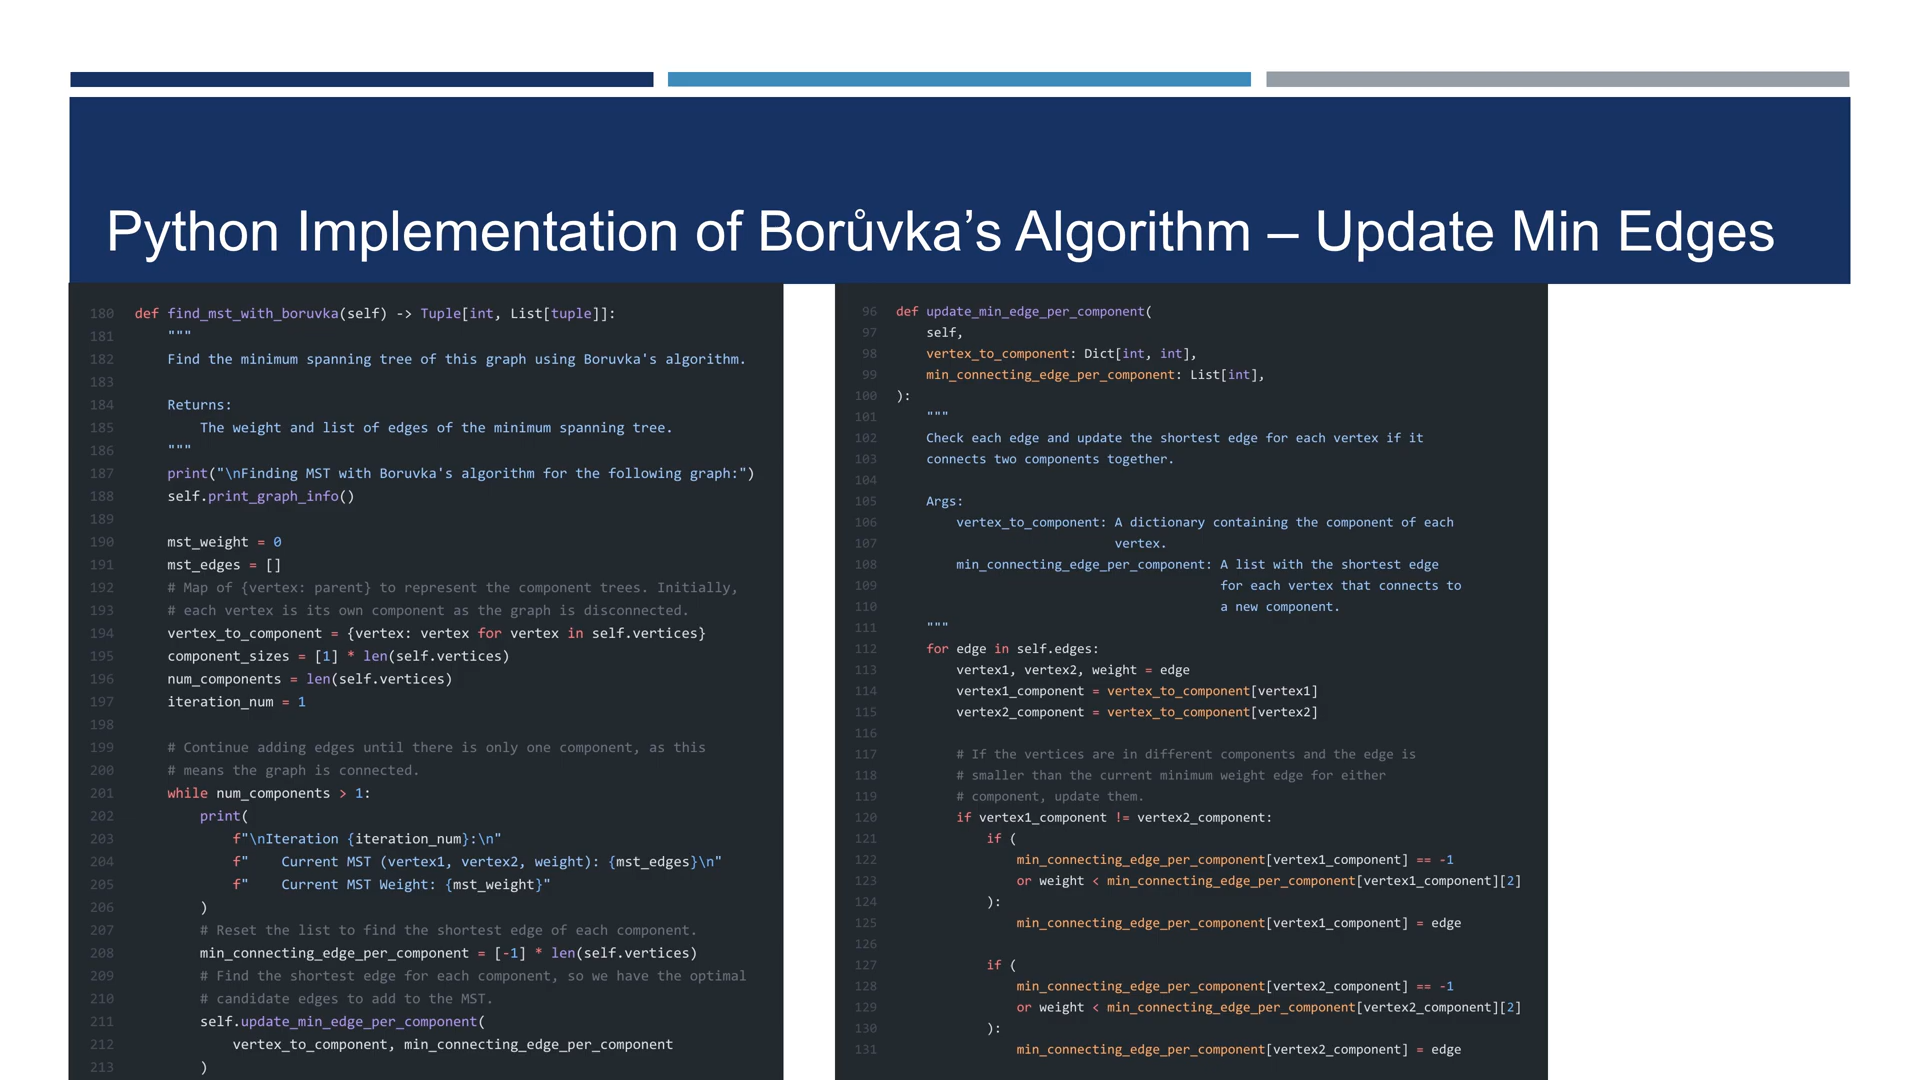 Python Implementation of Borůvka’s Algorithm – Update Min Edges
180 def find_mst_with_boruvka(self) -> Tuple[int, List[tuple]]:
181     """
182     Find the minimum spanning tree of this graph using Boruvka's algorithm.
183
184     Returns:
185         The weight and list of edges of the minimum spanning tree.
186     """
187     print("\nFinding MST with Boruvka's algorithm for the following graph:")
188     self.print_graph_info()
189
190     mst_weight = 0
191     mst_edges = []
192     # Map of {vertex: parent} to represent the component trees. Initially,
193     # each vertex is its own component as the graph is disconnected.
194     vertex_to_component = {vertex: vertex for vertex in self.vertices}
195     component_sizes = [1] * len(self.vertices)
196     num_components = len(self.vertices)
197     iteration_num = 1
198
199     # Continue adding edges until there is only one component, as this
200     # means the graph is connected.
201     while num_components > 1:
202         print(
203             f"\nIteration {iteration_num}:\n"
204             f"    Current MST (vertex1, vertex2, weight): {mst_edges}\n"
205             f"    Current MST Weight: {mst_weight}"
206         )
207         # Reset the list to find the shortest edge of each component.
208         min_connecting_edge_per_component = [-1] * len(self.vertices)
209         # Find the shortest edge for each component, so we have the optimal
210         # candidate edges to add to the MST.
211         self.update_min_edge_per_component(
212             vertex_to_component, min_connecting_edge_per_component
213         )
96 def update_min_edge_per_component(
97     self,
98     vertex_to_component: Dict[int, int],
99     min_connecting_edge_per_component: List[int],
100 ):
101     """
102     Check each edge and update the shortest edge for each vertex if it
103     connects two components together.
104
105     Args:
106         vertex_to_component: A dictionary containing the component of each
107                              vertex.
108         min_connecting_edge_per_component: A list with the shortest edge
109                                            for each vertex that connects to
110                                            a new component.
111     """
112     for edge in self.edges:
113         vertex1, vertex2, weight = edge
114         vertex1_component = vertex_to_component[vertex1]
115         vertex2_component = vertex_to_component[vertex2]
116
117         # If the vertices are in different components and the edge is
118         # smaller than the current minimum weight edge for either
119         # component, update them.
120         if vertex1_component != vertex2_component:
121             if (
122                 min_connecting_edge_per_component[vertex1_component] == -1
123                 or weight < min_connecting_edge_per_component[vertex1_component][2]
124             ):
125                 min_connecting_edge_per_component[vertex1_component] = edge
126
127             if (
128                 min_connecting_edge_per_component[vertex2_component] == -1
129                 or weight < min_connecting_edge_per_component[vertex2_component][2]
130             ):
131                 min_connecting_edge_per_component[vertex2_component] = edge